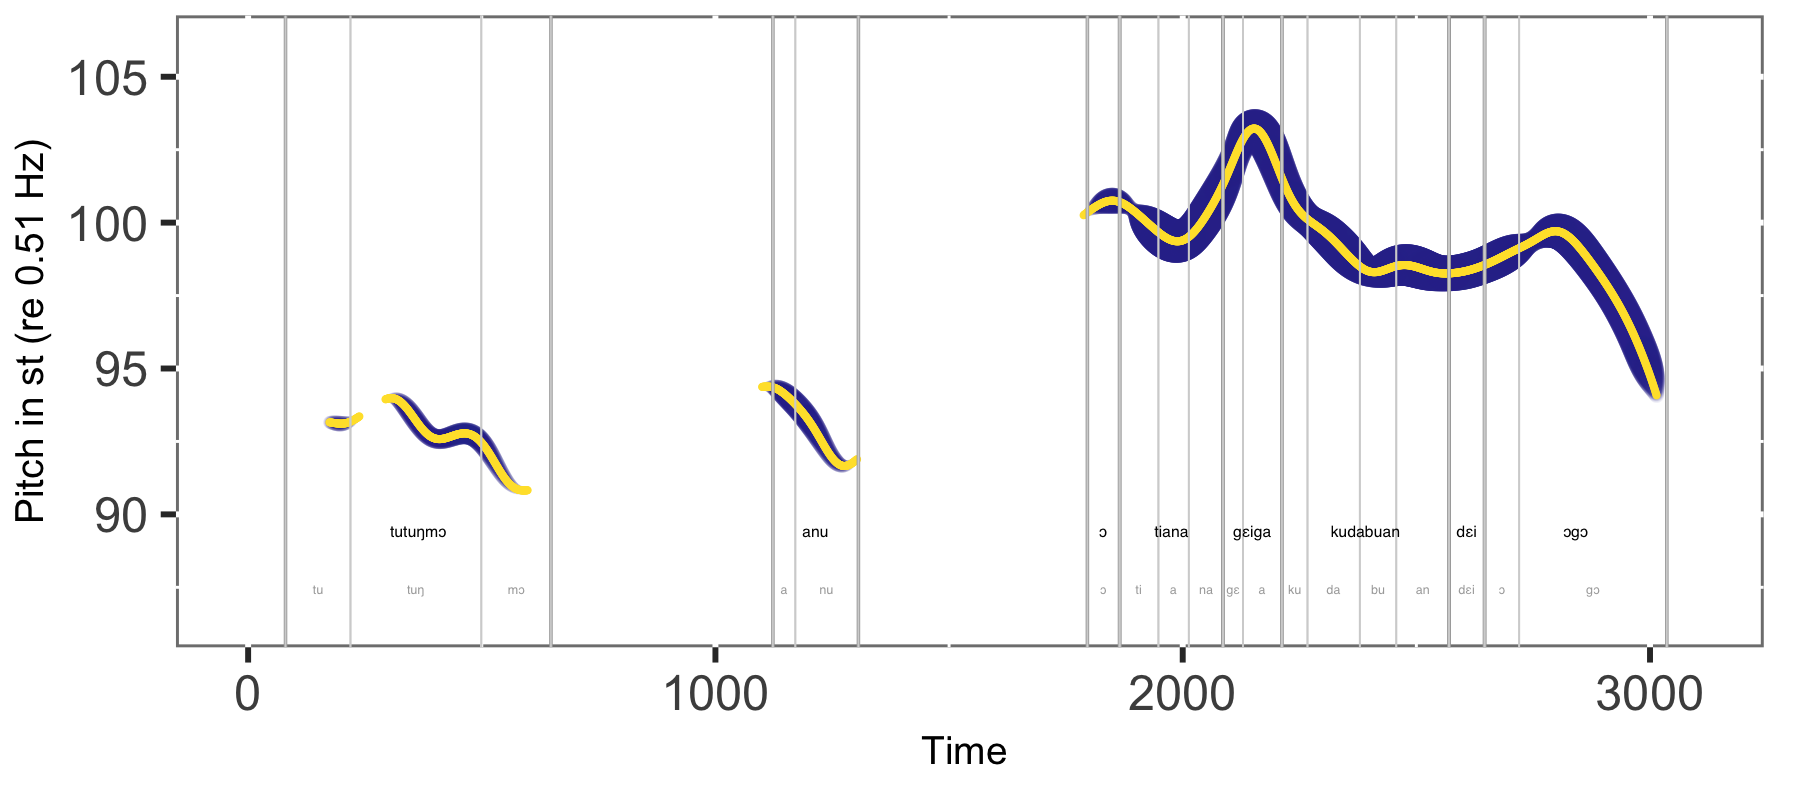 Pitch in st (re 0.51 Hz)
105
100
95
90
tutuŋmɔ anu ɔ tiana gɛiga kudabuan dɛi ɔgɔ
tu tuŋ mɔ a nu ɔ ti a na gɛ a ku da bu an dɛi ɔ gɔ
0 1000 2000 3000
Time